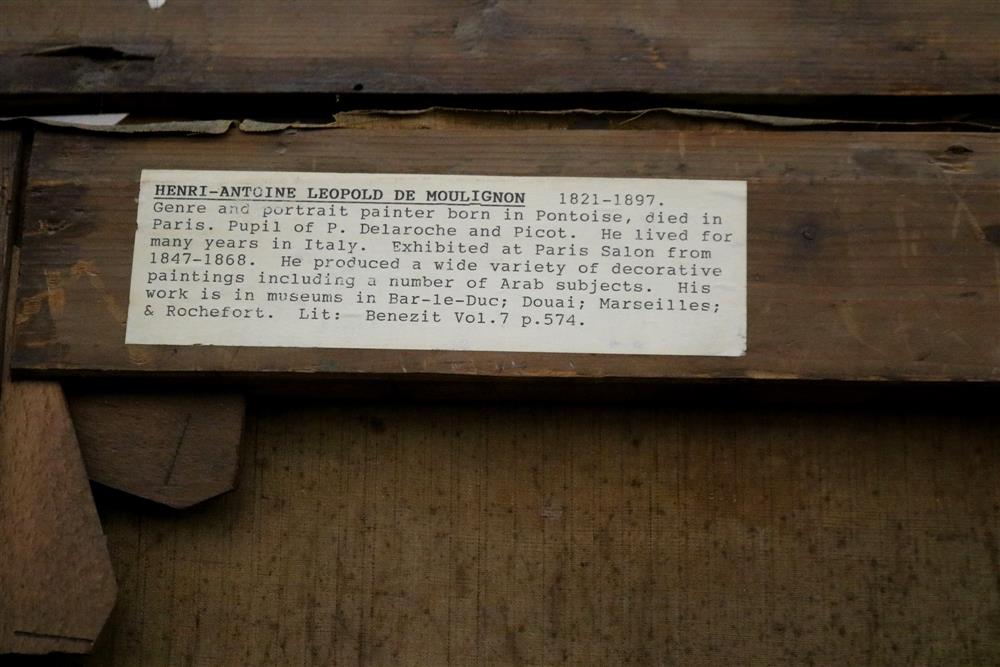 HENRI-ANTOINE LEOPOLD DE MOULIGNON 1821-1897.
Genre and portrait painter born in Pontoise, died in
Paris. Pupil of P. Delaroche and Picot. He lived for
many years in Italy. Exhibited at Paris Salon from
1847-1868. He produced a wide variety of decorative
paintings including a number of Arab subjects. His
work is in museums in Bar-le-Duc; Douai; Marseilles;
& Rochefort. Lit: Benezit Vol.7 p.574.